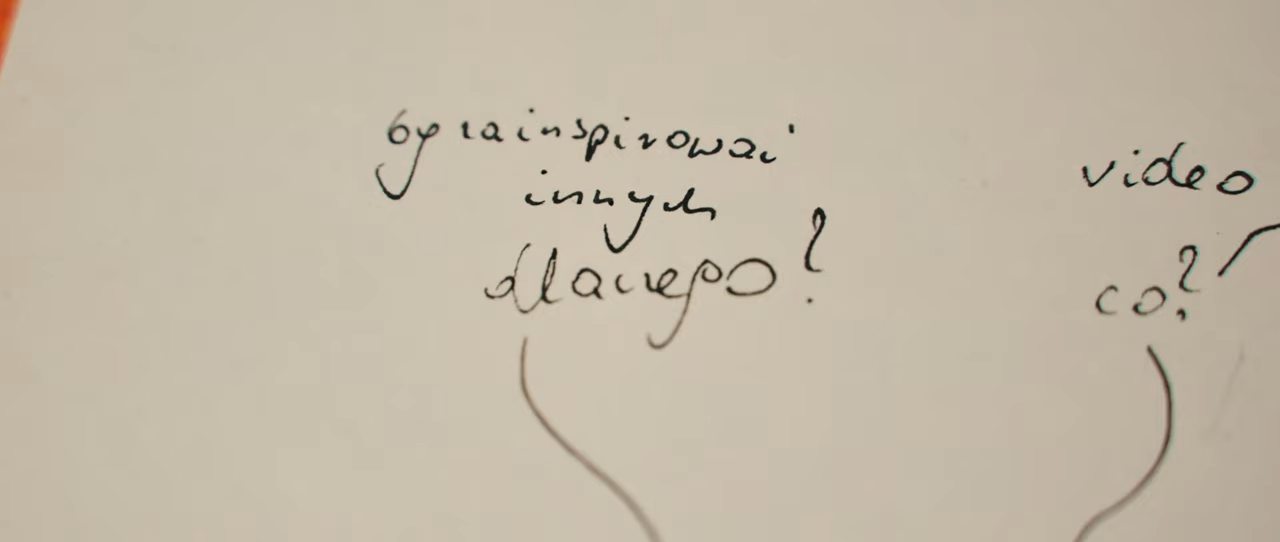 by zainspirować
innych
dlaczego?
video
co?